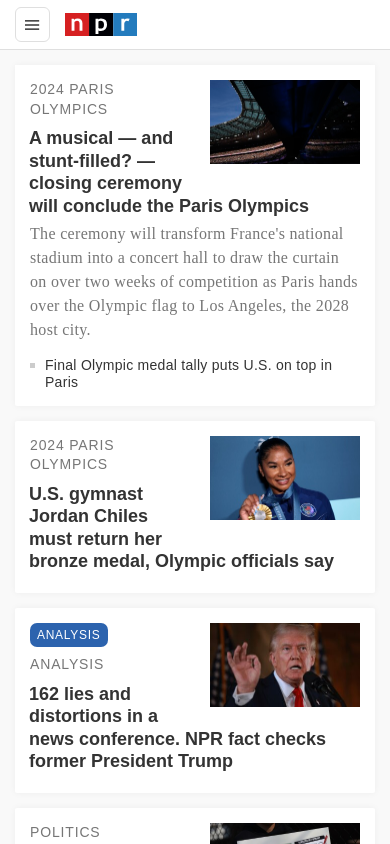 npr
2024 PARIS
OLYMPICS
A musical — and
stunt-filled? —
closing ceremony
will conclude the Paris Olympics
The ceremony will transform France's national
stadium into a concert hall to draw the curtain
on over two weeks of competition as Paris hands
over the Olympic flag to Los Angeles, the 2028
host city.
Final Olympic medal tally puts U.S. on top in
Paris
2024 PARIS
OLYMPICS
U.S. gymnast
Jordan Chiles
must return her
bronze medal, Olympic officials say
ANALYSIS
ANALYSIS
162 lies and
distortions in a
news conference. NPR fact checks
former President Trump
POLITICS